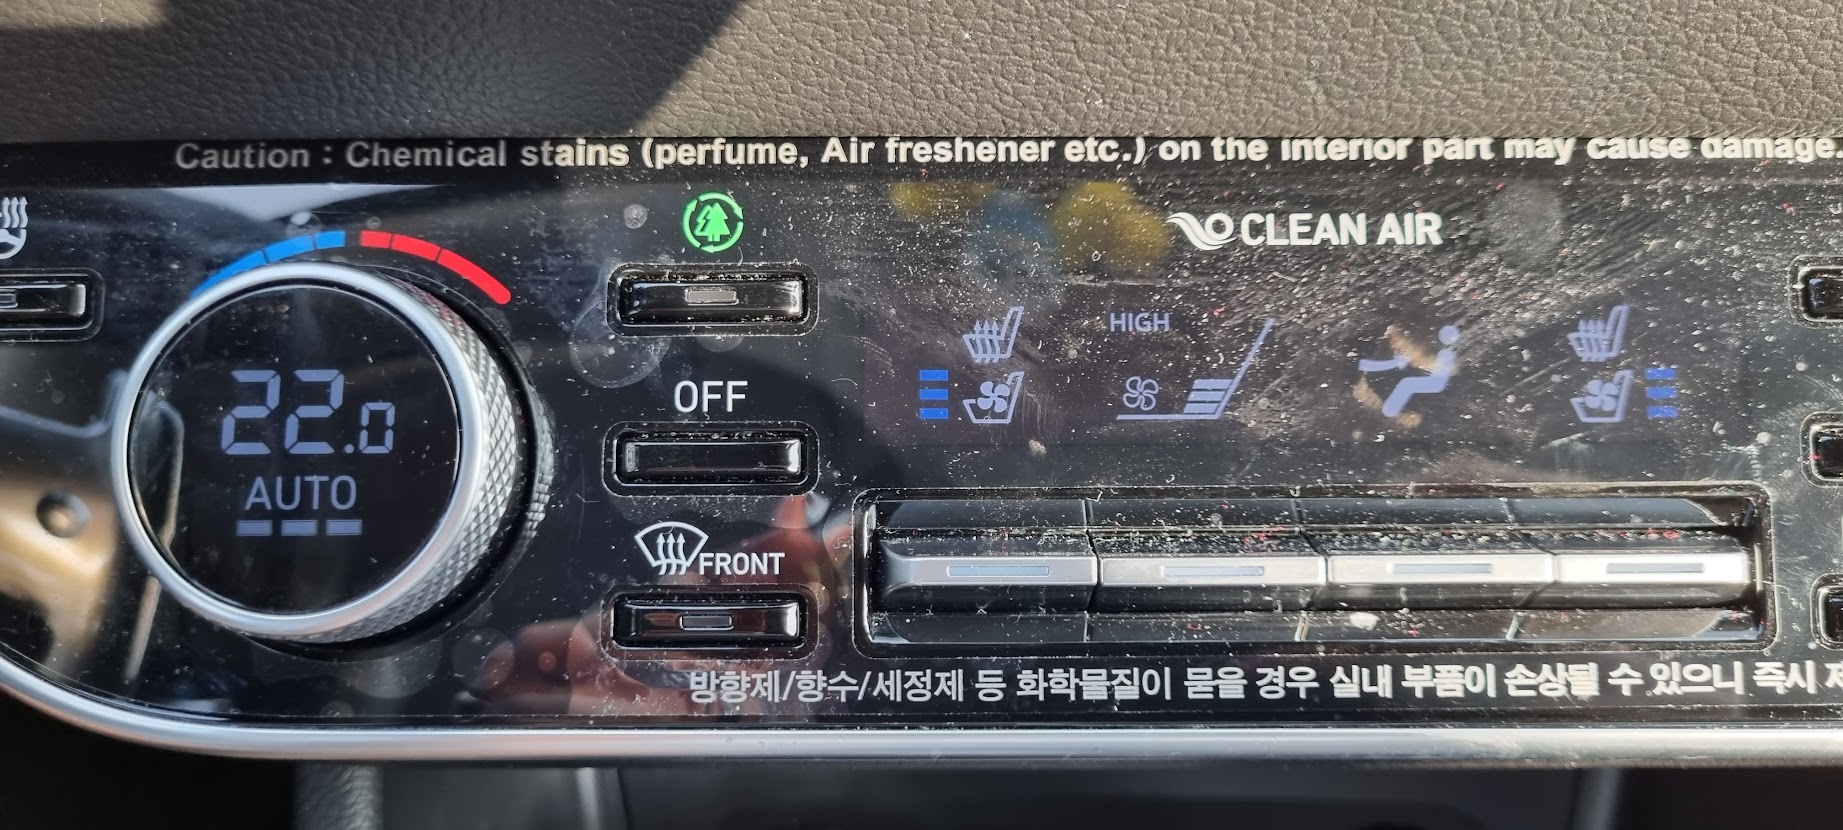 Caution : Chemical stains (perfume, Air freshener etc.) on the interior part may cause damage.
CLEAN AIR
HIGH
22.0
AUTO
OFF
FRONT
방향제/향수/세정제 등 화학물질이 묻을 경우 실내 부품이 손상될 수 있으니 즉시